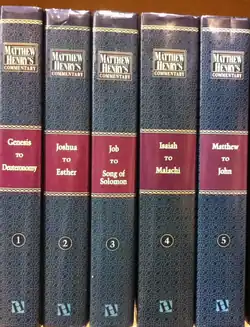 MATTHEW
HENRY'S
COMMENTARY
Genesis
TO
Deuteronomy
1
MATTHEW
HENRY'S
COMMENTARY
Joshua
TO
Esther
2
MATTHEW
HENRY'S
COMMENTARY
Job
TO
Song of
Solomon
3
MATTHEW
HENRY'S
COMMENTARY
Isaiah
TO
Malachi
4
MATTHEW
HENRY'S
COMMENTARY
Matthew
TO
John
5